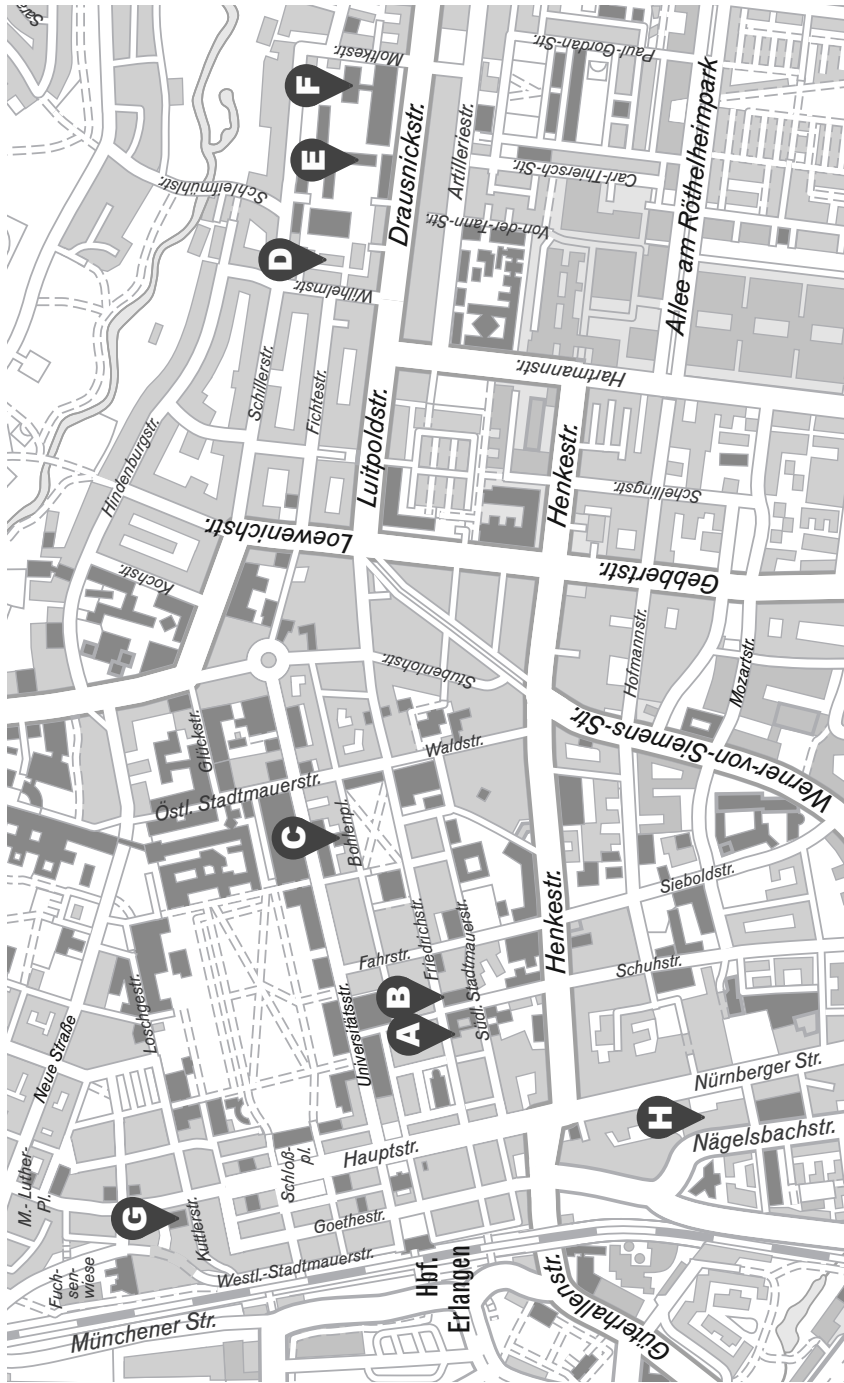 Sara
Moltkestr.
F
E
D
Schleifmühlstr.
Wilhelmstr.
Drausnickstr.
Artilleriestr.
Paul-Gordan-Str.
Carl-Thiersch-Str.
Von-der-Tann-Str.
Allee am Röthelheimpark
Schillerstr.
Fichtestr.
Hindenburgstr.
Luitpoldstr.
Hartmannstr.
Henkestr.
Schellingstr.
Loewenichstr.
Kochstr.
Gebbertstr.
Hofmannstr.
Mozartstr.
Stubenlohstr.
Werner-von-Siemens-Str.
Glückstr.
Östl. Stadtmauerstr.
Waldstr.
C
Bohlenpl.
Sieboldstr.
Henkestr.
Fahrstr.
Friedrichstr.
Südl. Stadtmauerstr.
Schuhstr.
B
A
Universitätsstr.
Loschgestr.
Neue Straße
Nürnberger Str.
H
Nägelsbachstr.
Hauptstr.
Schloß-
pl.
Goethestr.
M.- Luther-
Pl.
G
Kuttlerstr.
Westl.-Stadtmauerstr.
Fuch-
sen-
wiese
Münchener Str.
Hbf.
Erlangen
Güterhallenstr.